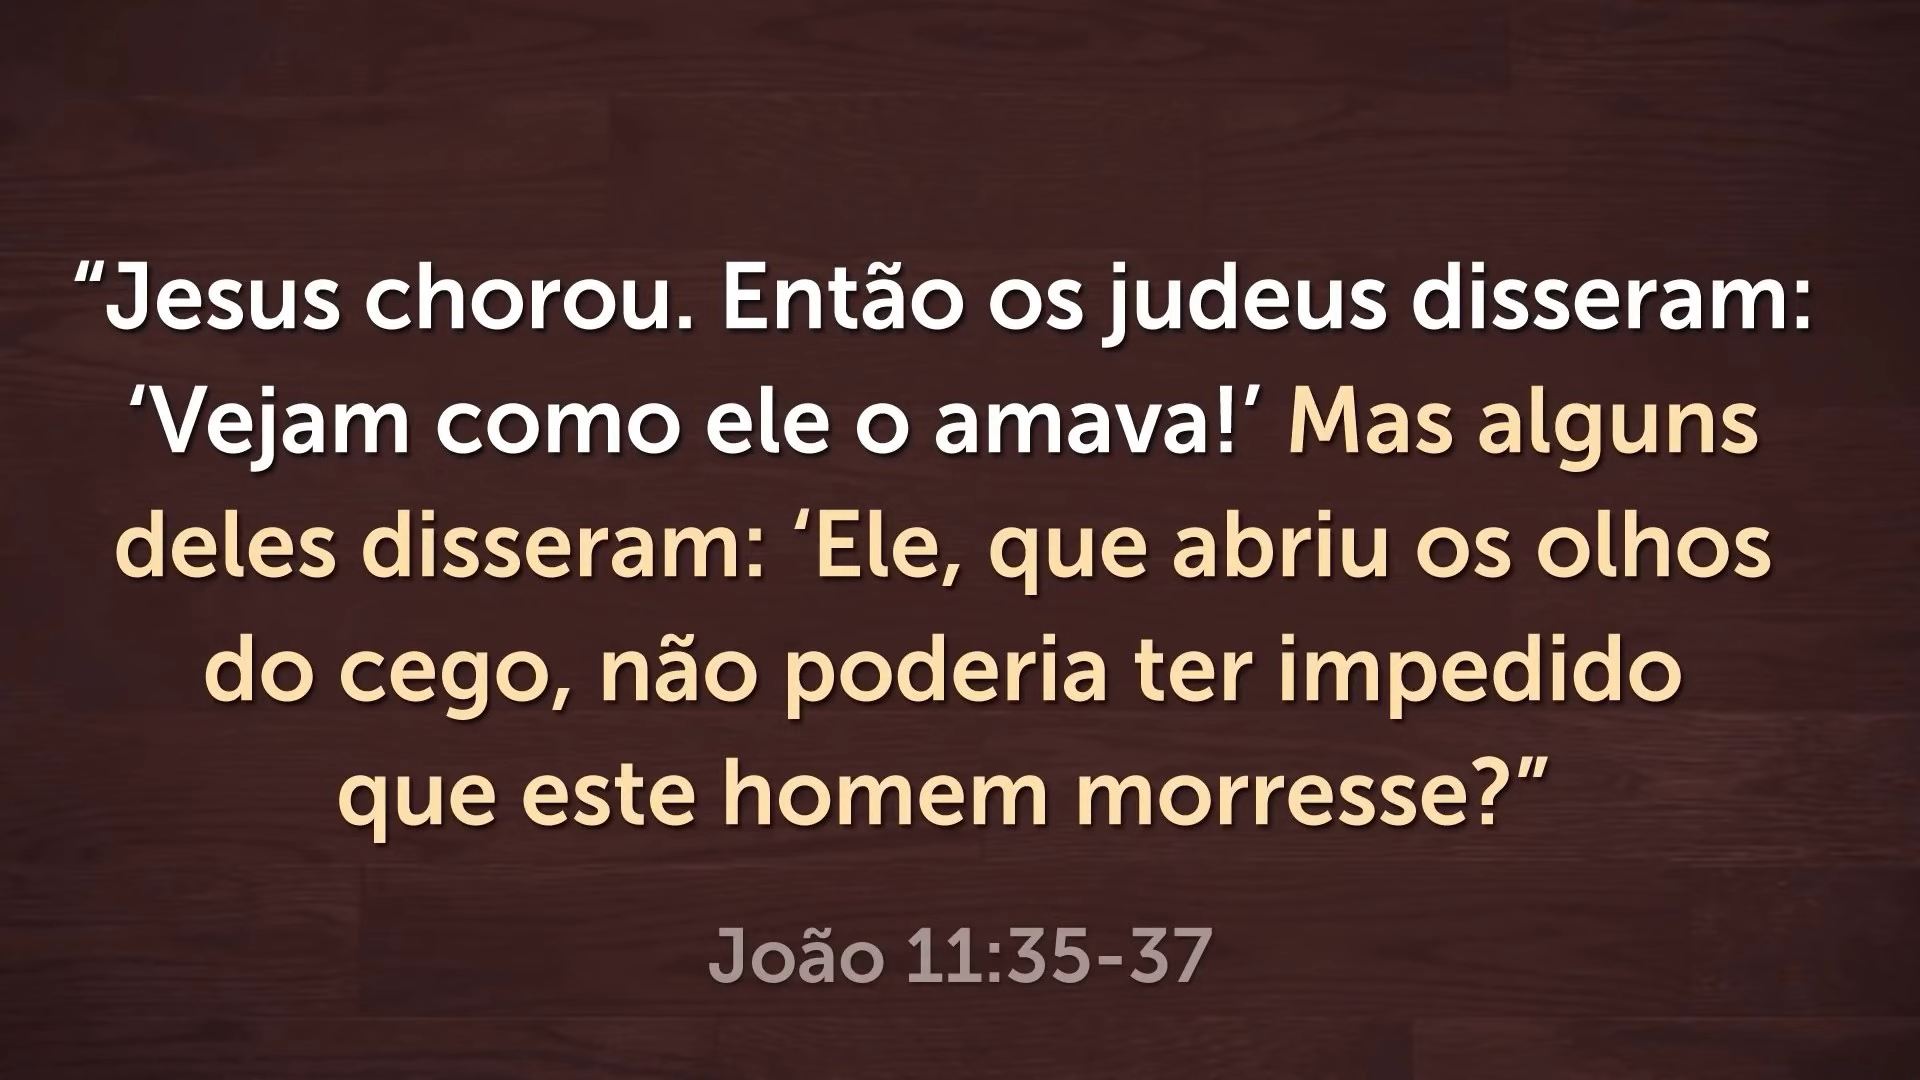 “Jesus chorou. Então os judeus disseram:
‘Vejam como ele o amava!’ Mas alguns
deles disseram: ‘Ele, que abriu os olhos
do cego, não poderia ter impedido
que este homem morresse?”
João 11:35-37